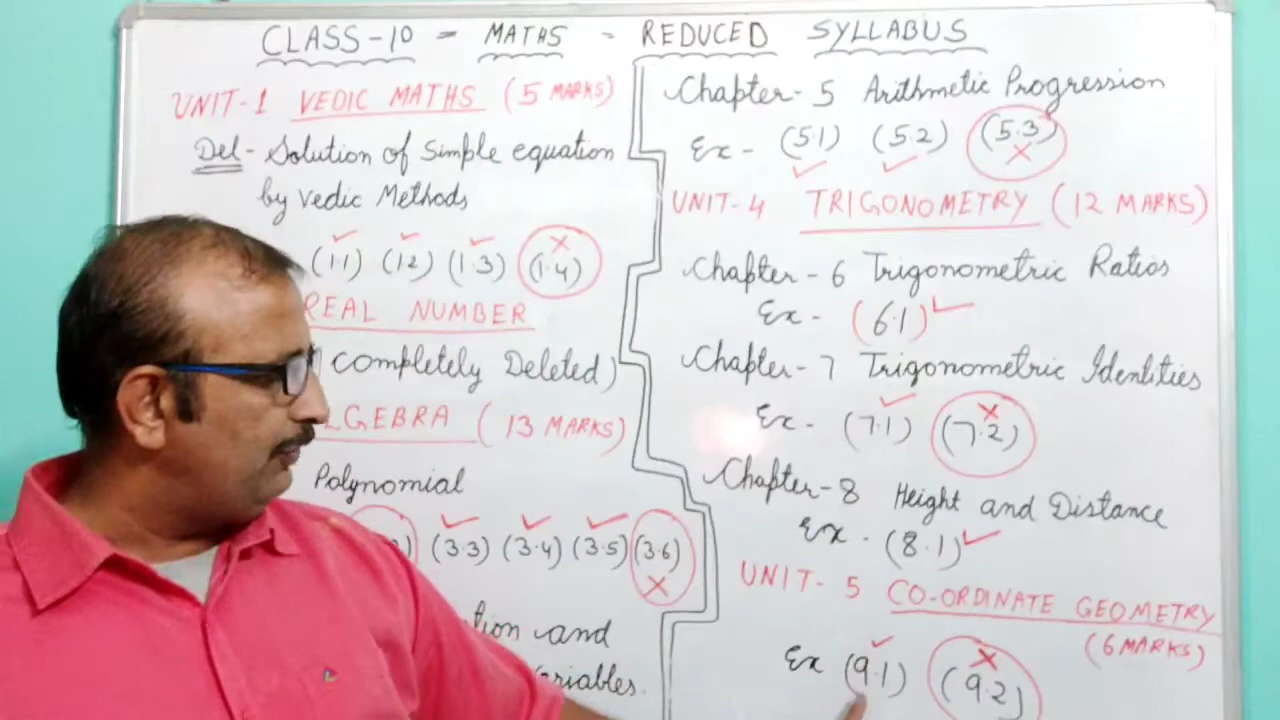 CLASS-10 - MATHS - REDUCED SYLLABUS
UNIT-1 VEDIC MATHS (5 MARKS)
Del - Solution of Simple equation
by Vedic Methods
(1.1) (1.2) (1.3) (1.4)
REAL NUMBER
completely Deleted)
LGEBRA (13 MARKS)
Polynomial
(3.3) (3.4) (3.5) (3.6)
and
Chapter-5 Arithmetic Progression
Ex - (5.1) (5.2) (5.3)
UNIT-4 TRIGONOMETRY (12 MARKS)
Chapter-6 Trigonometric Ratios
Ex - (6.1)
Chapter-7 Trigonometric Identities
Ex - (7.1) (7.2)
Chapter-8 Height and Distance
Ex - (8.1)
UNIT-5 CO-ORDINATE GEOMETRY
(6 MARKS)
Ex (9.1) (9.2)